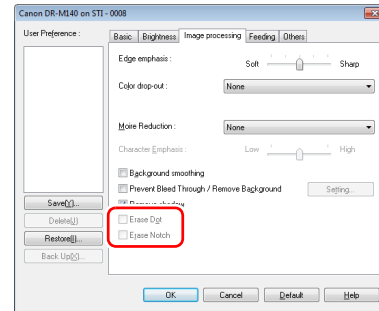 Canon DR-M140 on STI - 0008
User Preference :
Basic Brightness Image processing Feeding Others
Edge emphasis :
Soft Sharp
Color drop-out :
None
Moire Reduction :
None
Character Emphasis :
Low High
Background smoothing
Prevent Bleed Through / Remove Background
Setting...
Remove shadow
Erase Dot
Erase Notch
Save(Y)...
Delete(J)
Restore(I)...
Back Up(X)...
OK Cancel Default Help